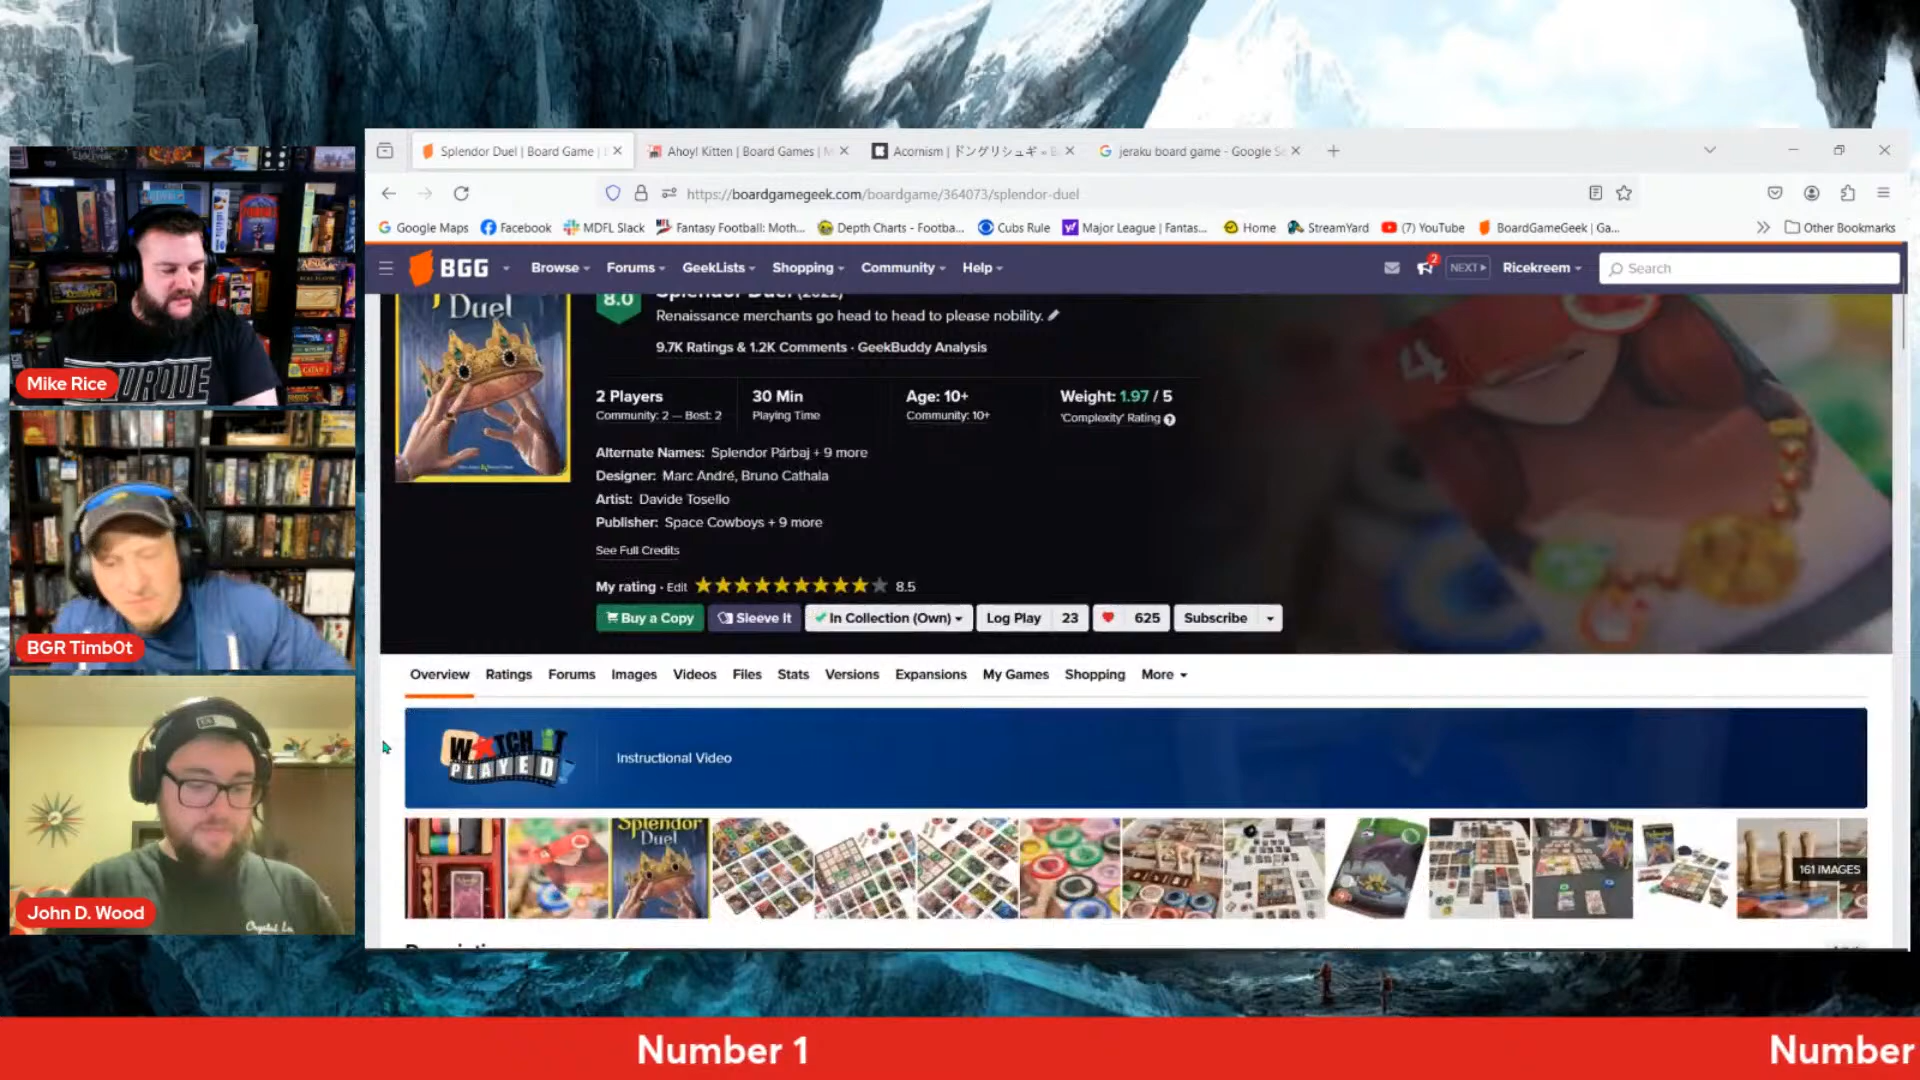 Splendor Duel | Board Game |
Ahoy! Kitten | Board Games | M
Acornism | ドングリシュギ
jeraku board game - Google Se
https://boardgamegeek.com/boardgame/364073/splendor-duel
Google Maps
Facebook
MDFL Slack
Fantasy Football: Moth...
Depth Charts - Footba...
Cubs Rule
Major League | Fantas...
Home
StreamYard
(7) YouTube
BoardGameGeek | Ga...
Other Bookmarks
BGG
Browse
Forums
GeekLists
Shopping
Community
Help
2
NEXT
Ricekreem
Search
Duel
8.0
Splendor Duel (2022)
Renaissance merchants go head to head to please nobility.
9.7K Ratings & 1.2K Comments · GeekBuddy Analysis
2 Players
Community: 2 — Best: 2
30 Min
Playing Time
Age: 10+
Community: 10+
Weight: 1.97 / 5
'Complexity' Rating
Alternate Names: Splendor Párbaj + 9 more
Designer: Marc André, Bruno Cathala
Artist: Davide Tosello
Publisher: Space Cowboys + 9 more
See Full Credits
My rating · Edit
8.5
Buy a Copy
Sleeve It
In Collection (Own)
Log Play 23
625
Subscribe
Overview
Ratings
Forums
Images
Videos
Files
Stats
Versions
Expansions
My Games
Shopping
More
WATCH IT
PLAYED
Instructional Video
Splendor
Duel
161 IMAGES
Mike Rice
BGR Timb0t
John D. Wood
Number 1
Number